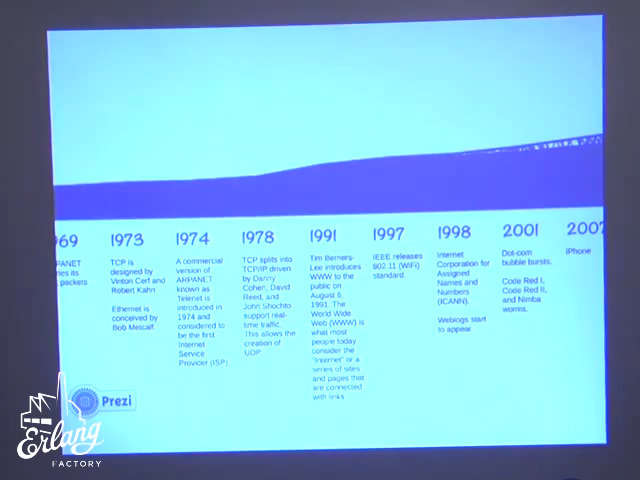 969 1973 1974 1978 1991 1997 1998 2001 2007
PANET
its
packets
TCP is
designed by
Vinton Cerf and
Robert Kahn
Ethernet is
conceived by
Bob Metcalf.
A commercial
version of
ARPANET
known as
Telenet is
introduced in
1974 and
considered to
be the first
Internet
Service
Provider (ISP)
TCP splits into
TCP/IP driven
by Danny
Cohen, David
Reed, and
John Shochto
support real-
time traffic.
This allows the
creation of
UDP
Tim Berners-
Lee introduces
WWW to the
public on
August 6,
1991. The
World Wide
Web (WWW) is
what most
people today
consider the
"Internet" or a
series of sites
and pages that
are connected
with links
IEEE releases
802.11 (WiFi)
standard.
Internet
Corporation for
Assigned
Names and
Numbers
(ICANN).
Weblogs start
to appear
Dot-com
bubble bursts.
Code Red I,
Code Red II,
and Nimba
worms.
iPhone
Prezi
Erlang
FACTORY